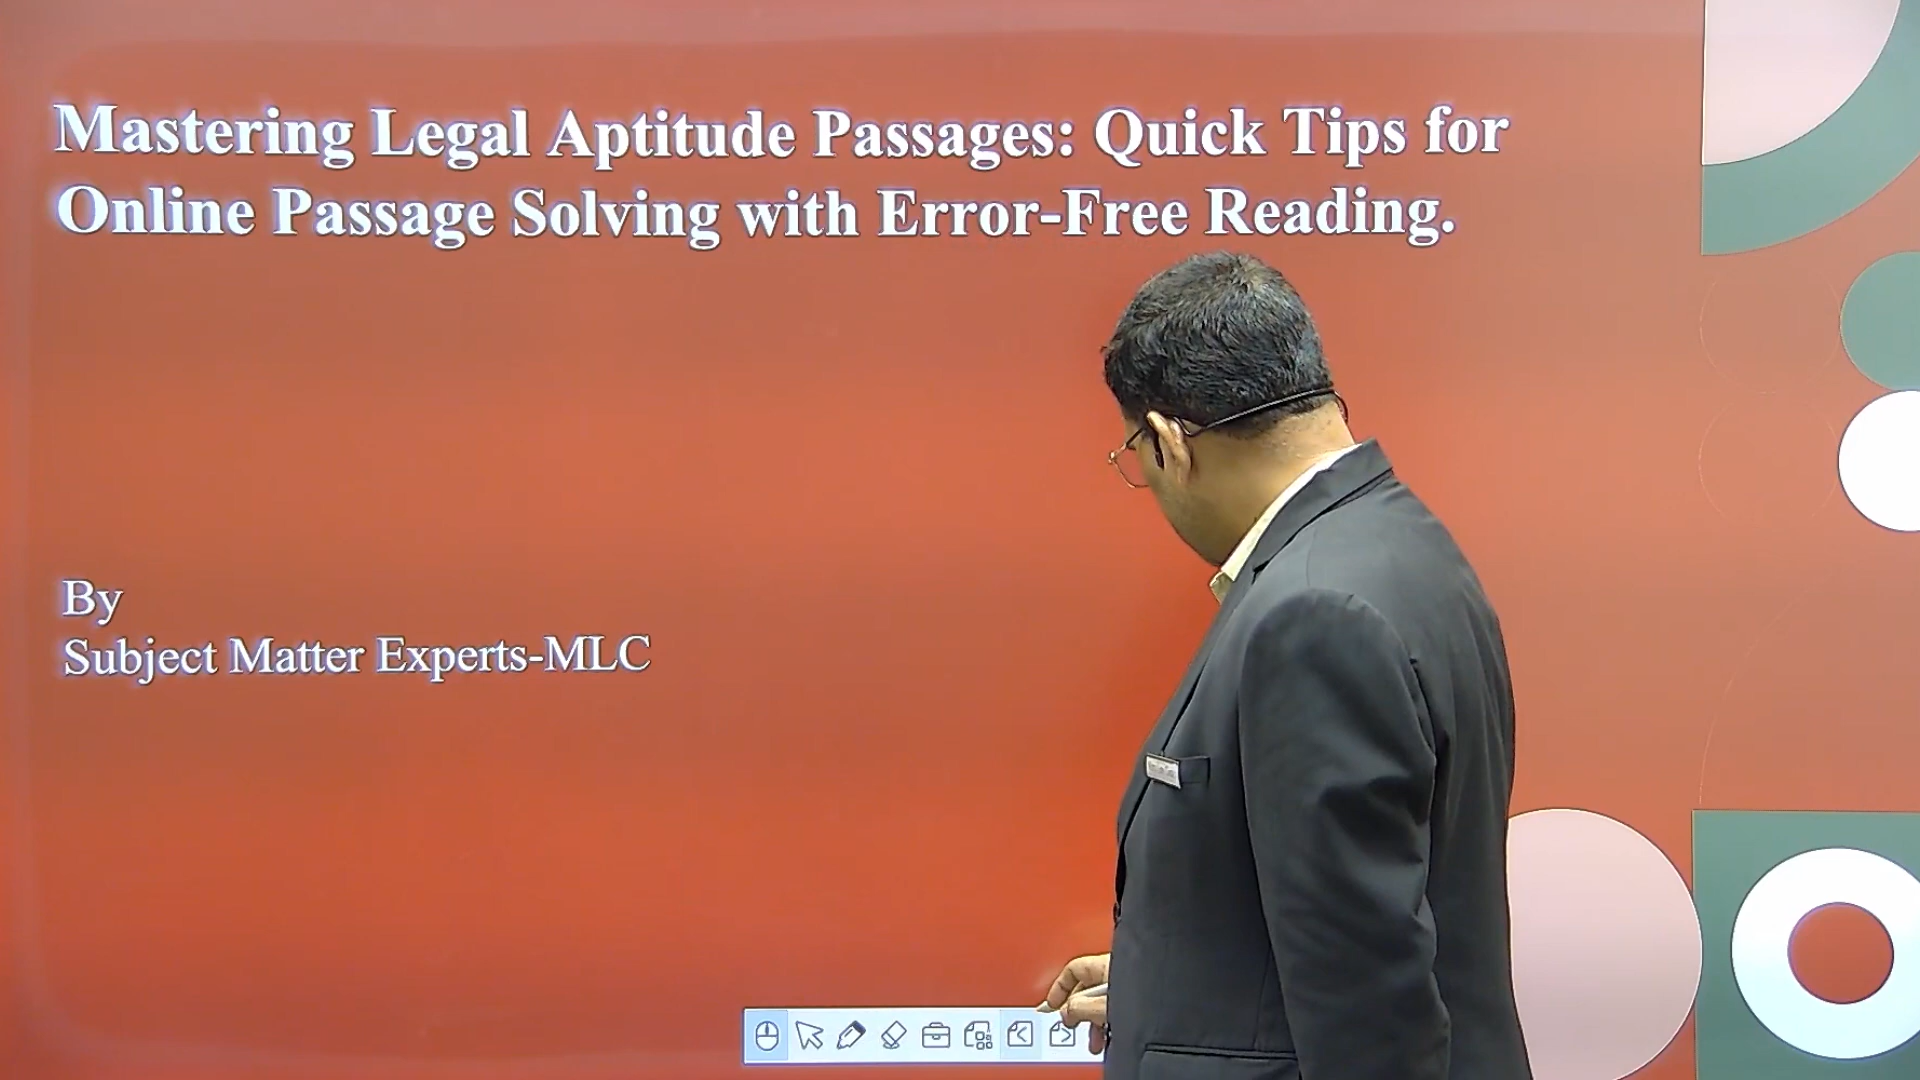 Mastering Legal Aptitude Passages: Quick Tips for
Online Passage Solving with Error-Free Reading.
By
Subject Matter Experts-MLC